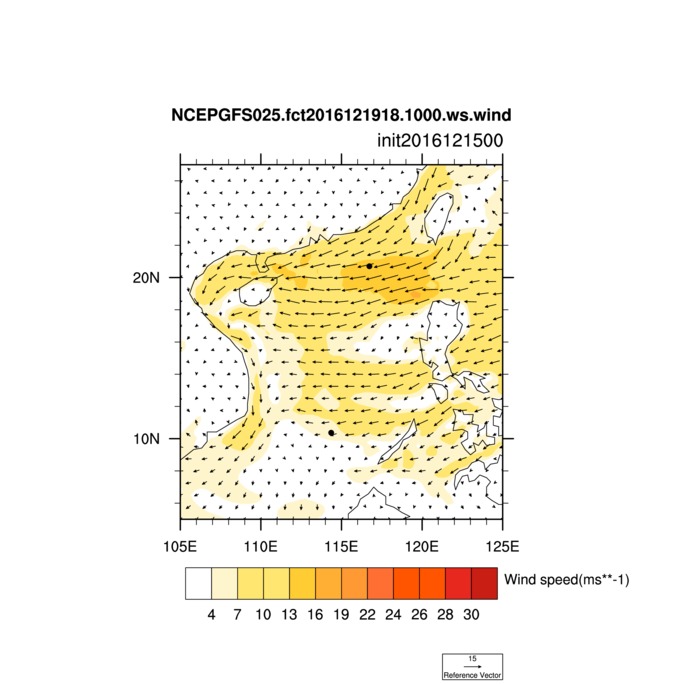 NCEPGFS025.fct2016121918.1000.ws.wind
init2016121500
20N
10N
105E 110E 115E 120E 125E
Wind speed(ms**-1)
4 7 10 13 16 19 22 24 26 28 30
15
Reference Vector